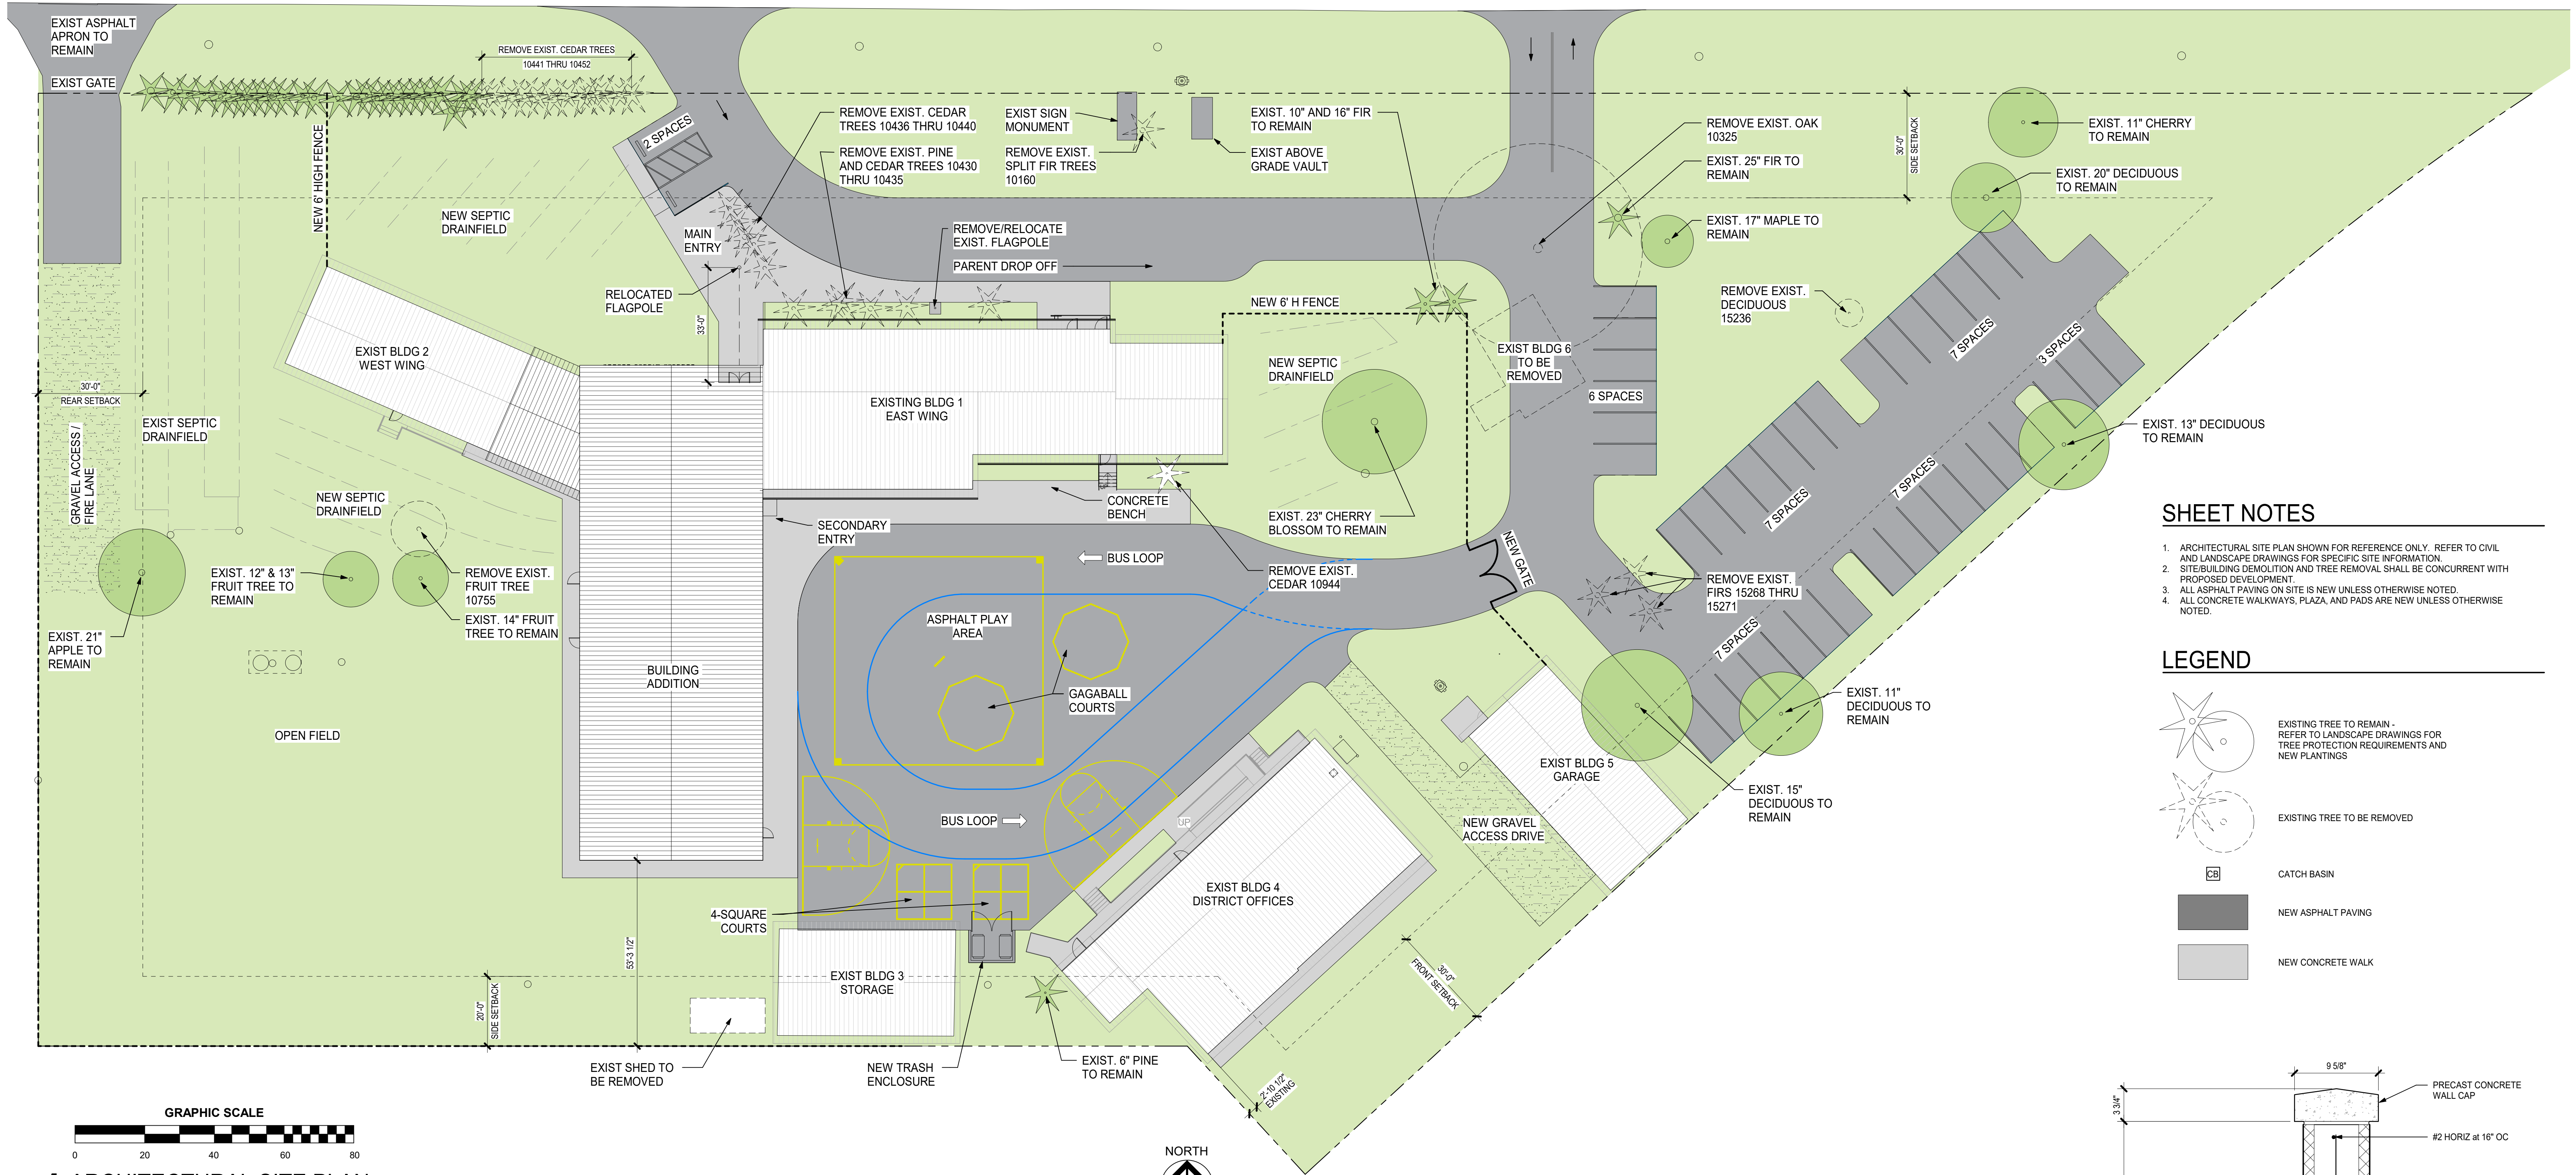 EXIST ASPHALT
APRON TO
REMAIN
EXIST GATE
REMOVE EXIST. CEDAR TREES
10441 THRU 10452
NEW 6' HIGH FENCE
2 SPACES
REMOVE EXIST. CEDAR
TREES 10436 THRU 10440
REMOVE EXIST. PINE
AND CEDAR TREES 10430
THRU 10435
EXIST SIGN
MONUMENT
REMOVE EXIST.
SPLIT FIR TREES
10160
EXIST ABOVE
GRADE VAULT
EXIST. 10" AND 16" FIR
TO REMAIN
REMOVE EXIST. OAK
10325
EXIST. 25" FIR TO
REMAIN
EXIST. 17" MAPLE TO
REMAIN
30'-0"
SIDE SETBACK
EXIST. 11" CHERRY
TO REMAIN
EXIST. 20" DECIDUOUS
TO REMAIN
NEW SEPTIC
DRAINFIELD
MAIN
ENTRY
REMOVE/RELOCATE
EXIST. FLAGPOLE
PARENT DROP OFF
RELOCATED
FLAGPOLE
33'-0"
NEW 6' H FENCE
REMOVE EXIST.
DECIDUOUS
15236
EXIST BLDG 2
WEST WING
EXISTING BLDG 1
EAST WING
NEW SEPTIC
DRAINFIELD
EXIST BLDG 6
TO BE
REMOVED
6 SPACES
7 SPACES
3 SPACES
7 SPACES
7 SPACES
7 SPACES
30'-0"
REAR SETBACK
GRAVEL ACCESS /
FIRE LANE
EXIST SEPTIC
DRAINFIELD
NEW SEPTIC
DRAINFIELD
EXIST. 13" DECIDUOUS
TO REMAIN
CONCRETE
BENCH
SECONDARY
ENTRY
EXIST. 23" CHERRY
BLOSSOM TO REMAIN
BUS LOOP
REMOVE EXIST.
CEDAR 10944
NEW GATE
REMOVE EXIST.
FIRS 15268 THRU
15271
EXIST. 12" & 13"
FRUIT TREE TO
REMAIN
REMOVE EXIST.
FRUIT TREE
10755
EXIST. 14" FRUIT
TREE TO REMAIN
EXIST. 21"
APPLE TO
REMAIN
ASPHALT PLAY
AREA
GAGABALL
COURTS
BUILDING
ADDITION
OPEN FIELD
EXIST. 11"
DECIDUOUS TO
REMAIN
EXIST BLDG 5
GARAGE
EXIST. 15"
DECIDUOUS TO
REMAIN
BUS LOOP
UP
NEW GRAVEL
ACCESS DRIVE
4-SQUARE
COURTS
EXIST BLDG 4
DISTRICT OFFICES
53'-3 1/2"
20'-0"
SIDE SETBACK
EXIST BLDG 3
STORAGE
30'-0"
FRONT SETBACK
EXIST SHED TO
BE REMOVED
NEW TRASH
ENCLOSURE
EXIST. 6" PINE
TO REMAIN
2'-10 1/2"
EXISTING
SHEET NOTES
1. ARCHITECTURAL SITE PLAN SHOWN FOR REFERENCE ONLY. REFER TO CIVIL
AND LANDSCAPE DRAWINGS FOR SPECIFIC SITE INFORMATION.
2. SITE/BUILDING DEMOLITION AND TREE REMOVAL SHALL BE CONCURRENT WITH
PROPOSED DEVELOPMENT.
3. ALL ASPHALT PAVING ON SITE IS NEW UNLESS OTHERWISE NOTED.
4. ALL CONCRETE WALKWAYS, PLAZA, AND PADS ARE NEW UNLESS OTHERWISE
NOTED.
LEGEND
EXISTING TREE TO REMAIN -
REFER TO LANDSCAPE DRAWINGS FOR
TREE PROTECTION REQUIREMENTS AND
NEW PLANTINGS
EXISTING TREE TO BE REMOVED
CB
CATCH BASIN
NEW ASPHALT PAVING
NEW CONCRETE WALK
9 5/8"
3 3/4"
PRECAST CONCRETE
WALL CAP
#2 HORIZ at 16" OC
GRAPHIC SCALE
0 20 40 60 80
NORTH
ARCHITECTURAL SITE PLAN